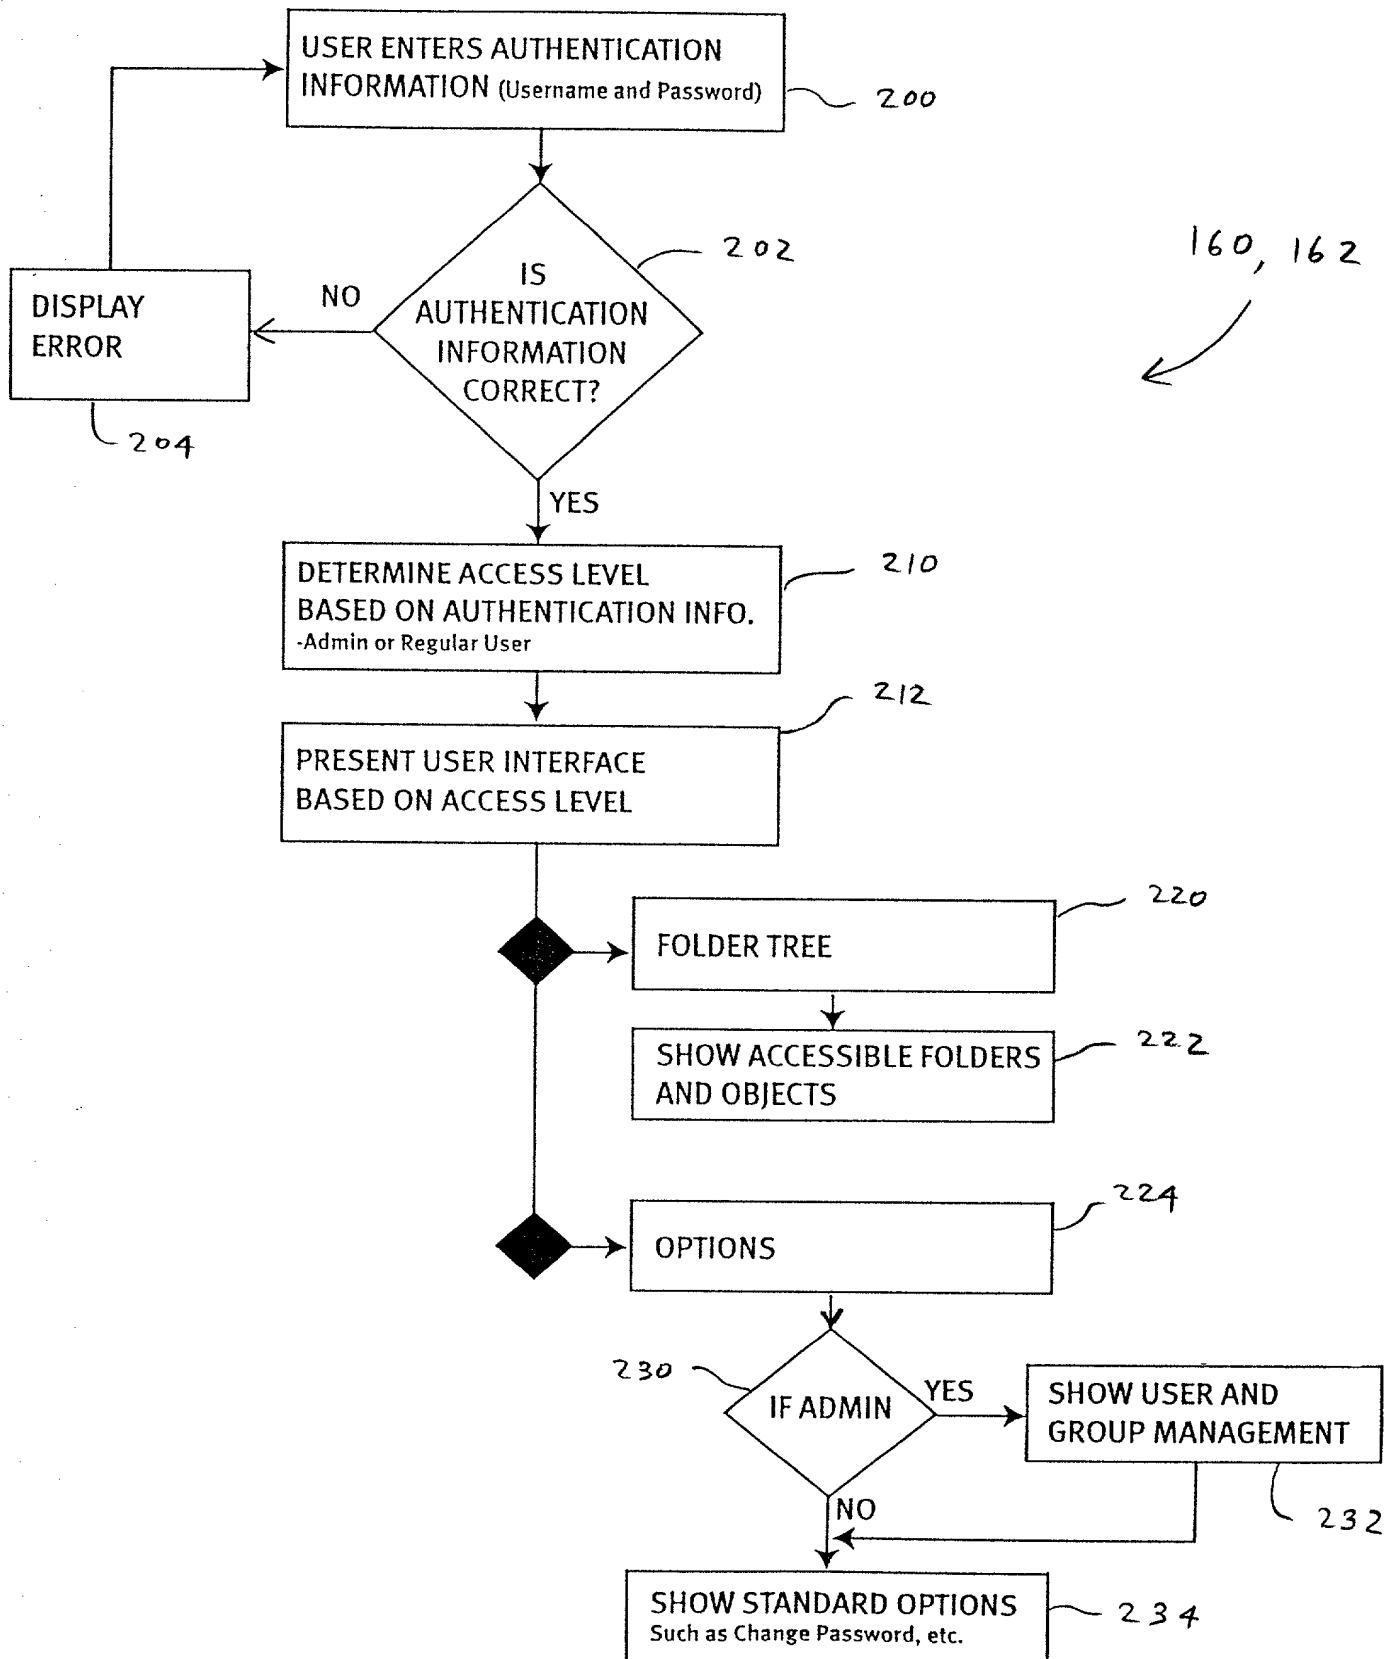 USER ENTERS AUTHENTICATION
INFORMATION (Username and Password)
200
202
160, 162
IS
AUTHENTICATION
INFORMATION
CORRECT?
NO
DISPLAY
ERROR
204
YES
DETERMINE ACCESS LEVEL
BASED ON AUTHENTICATION INFO.
-Admin or Regular User
210
212
PRESENT USER INTERFACE
BASED ON ACCESS LEVEL
220
FOLDER TREE
SHOW ACCESSIBLE FOLDERS
AND OBJECTS
222
224
OPTIONS
230
IF ADMIN
YES
SHOW USER AND
GROUP MANAGEMENT
232
NO
SHOW STANDARD OPTIONS
Such as Change Password, etc.
234